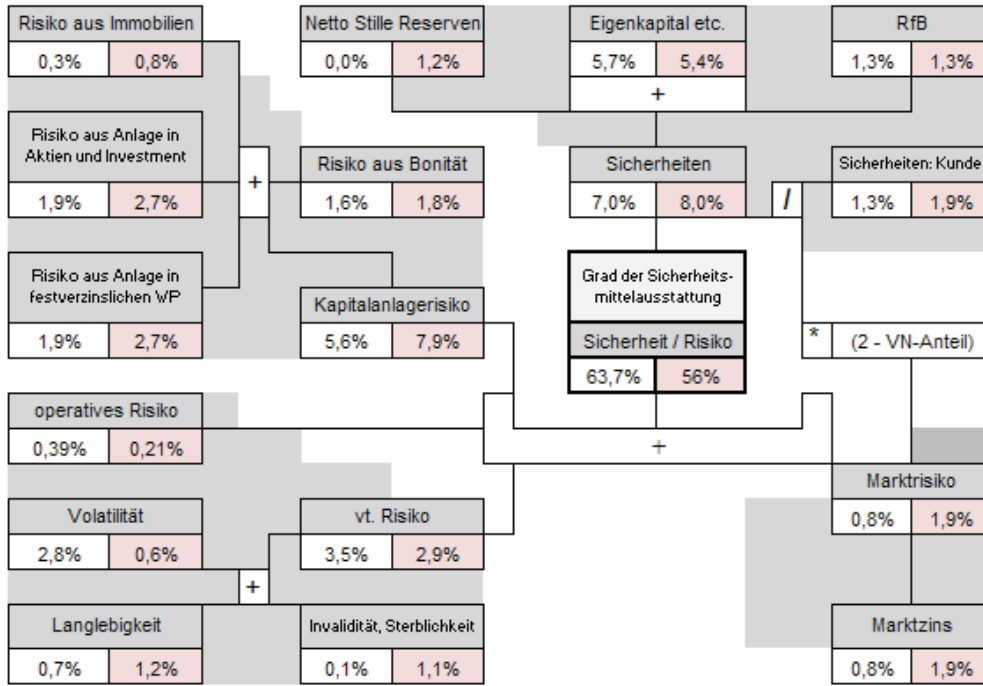 Risiko aus Immobilien
0,3% 0,8%
Netto Stille Reserven
0,0% 1,2%
Eigenkapital etc.
5,7% 5,4%
RfB
1,3% 1,3%
+
Risiko aus Anlage in
Aktien und Investment
1,9% 2,7%
+
Risiko aus Bonität
1,6% 1,8%
Sicherheiten
7,0% 8,0%
/
Sicherheiten: Kunde
1,3% 1,9%
Risiko aus Anlage in
festverzinslichen WP
1,9% 2,7%
Kapitalanlagerisiko
5,6% 7,9%
Grad der Sicherheits-
mittelausstattung
Sicherheit / Risiko
63,7% 56%
*
(2 - VN-Anteil)
operatives Risiko
0,39% 0,21%
+
Marktrisiko
0,8% 1,9%
Volatilität
2,8% 0,6%
vt. Risiko
3,5% 2,9%
+
Langlebigkeit
0,7% 1,2%
Invalidität, Sterblichkeit
0,1% 1,1%
Marktzins
0,8% 1,9%